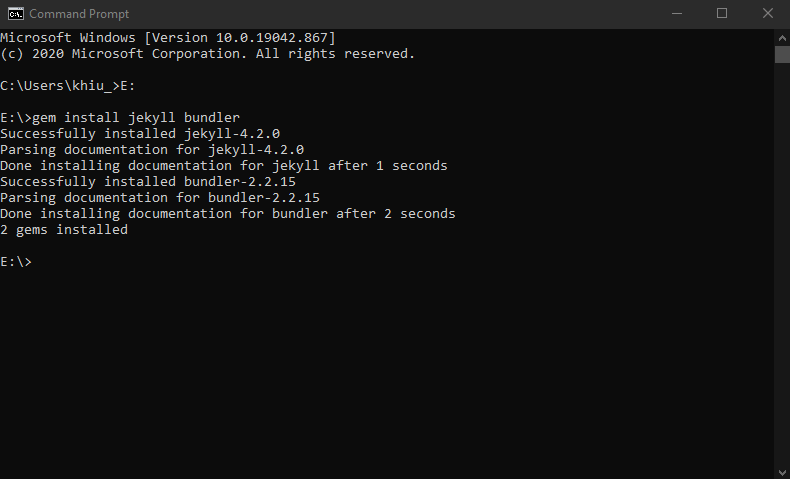 Command Prompt
Microsoft Windows [Version 10.0.19042.867]
(c) 2020 Microsoft Corporation. All rights reserved.
C:\Users\khiu_>E:
E:\>gem install jekyll bundler
Successfully installed jekyll-4.2.0
Parsing documentation for jekyll-4.2.0
Done installing documentation for jekyll after 1 seconds
Successfully installed bundler-2.2.15
Parsing documentation for bundler-2.2.15
Done installing documentation for bundler after 2 seconds
2 gems installed
E:\>